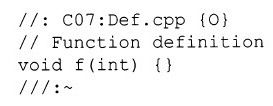 //: C07:Def.cpp {O}
// Function definition
void f(int) {}
///:~